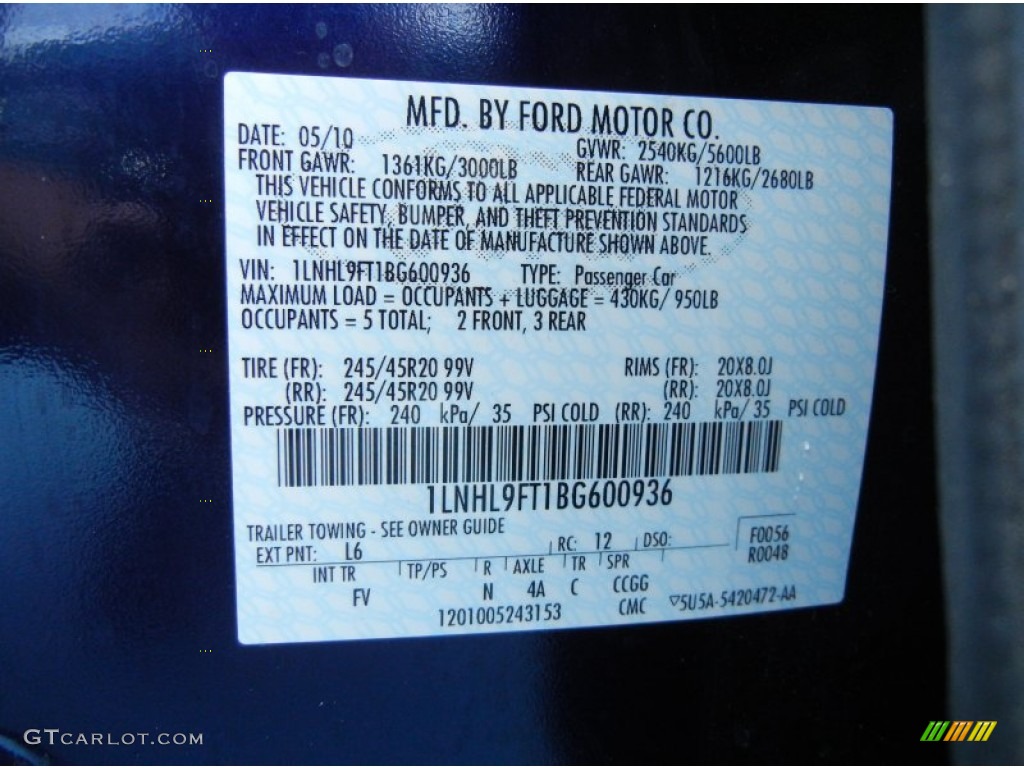 MFD. BY FORD MOTOR CO.
DATE: 05/10 GVWR: 2540KG/5600LB
FRONT GAWR: 1361KG/3000LB REAR GAWR: 1216KG/2680LB
THIS VEHICLE CONFORMS TO ALL APPLICABLE FEDERAL MOTOR
VEHICLE SAFETY, BUMPER, AND THEFT PREVENTION STANDARDS
IN EFFECT ON THE DATE OF MANUFACTURE SHOWN ABOVE.
VIN: 1LNHL9FT1BG600936 TYPE: Passenger Car
MAXIMUM LOAD = OCCUPANTS + LUGGAGE = 430KG/ 950LB
OCCUPANTS = 5 TOTAL; 2 FRONT, 3 REAR
TIRE (FR): 245/45R20 99V RIMS (FR): 20X8.0J
(RR): 245/45R20 99V (RR): 20X8.0J
PRESSURE (FR): 240 kPa/ 35 PSI COLD (RR): 240 kPa/ 35 PSI COLD
1LNHL9FT1BG600936
TRAILER TOWING - SEE OWNER GUIDE
EXT PNT: L6 RC: 12 DSO: F0056
R0048
INT TR TP/PS R AXLE TR SPR
FV N 4A C CCGG
1201005243153 CMC ▽5U5A-5420472-AA
GTCARLOT.COM